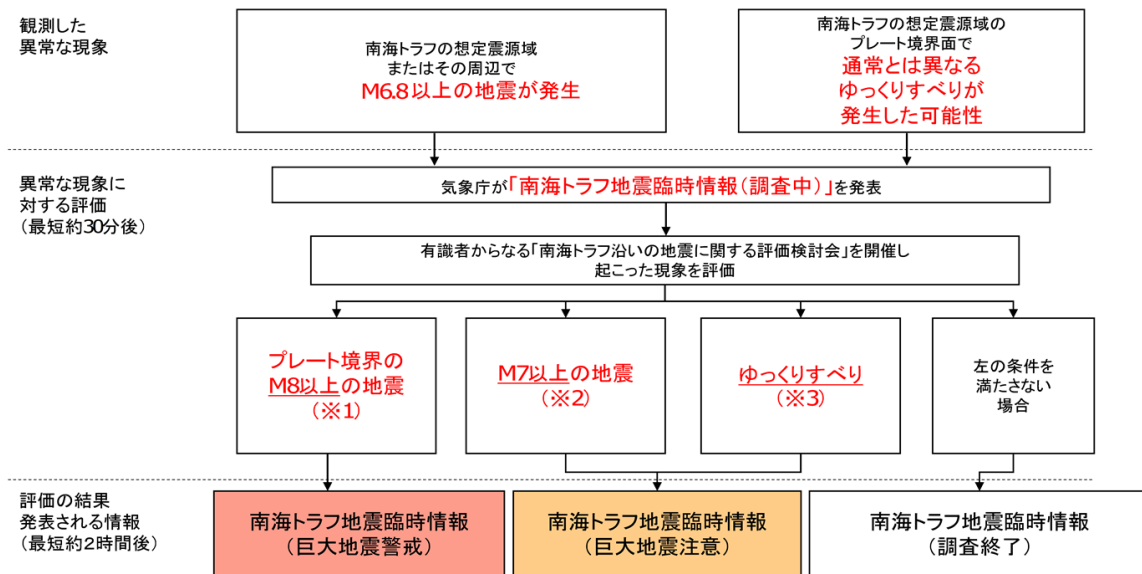 観測した
異常な現象
南海トラフの想定震源域
またはその周辺で
M6.8以上の地震が発生
南海トラフの想定震源域の
プレート境界面で
通常とは異なる
ゆっくりすべりが
発生した可能性
異常な現象に
対する評価
(最短約30分後)
気象庁が「南海トラフ地震臨時情報(調査中)」を発表
有識者からなる「南海トラフ沿いの地震に関する評価検討会」を開催し
起こった現象を評価
プレート境界の
M8以上の地震
(※1)
M7以上の地震
(※2)
ゆっくりすべり
(※3)
左の条件を
満たさない
場合
評価の結果
発表される情報
(最短約2時間後)
南海トラフ地震臨時情報
(巨大地震警戒)
南海トラフ地震臨時情報
(巨大地震注意)
南海トラフ地震臨時情報
(調査終了)